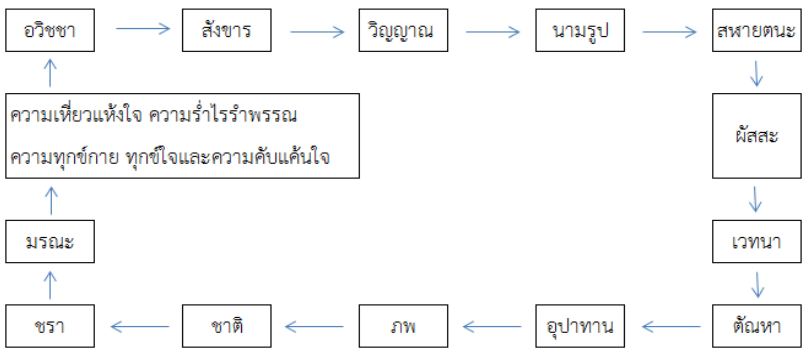 อวิชชา
สังขาร
วิญญาณ
นามรูป
สหายตนะ
ผัสสะ
เวทนา
ตัณหา
อุปาทาน
ภพ
ชาติ
ชรา
มรณะ
ความเหี่ยวแห้งใจ ความร่ำไรรำพรรณ
ความทุกข์กาย ทุกข์ใจและความคับแค้นใจ